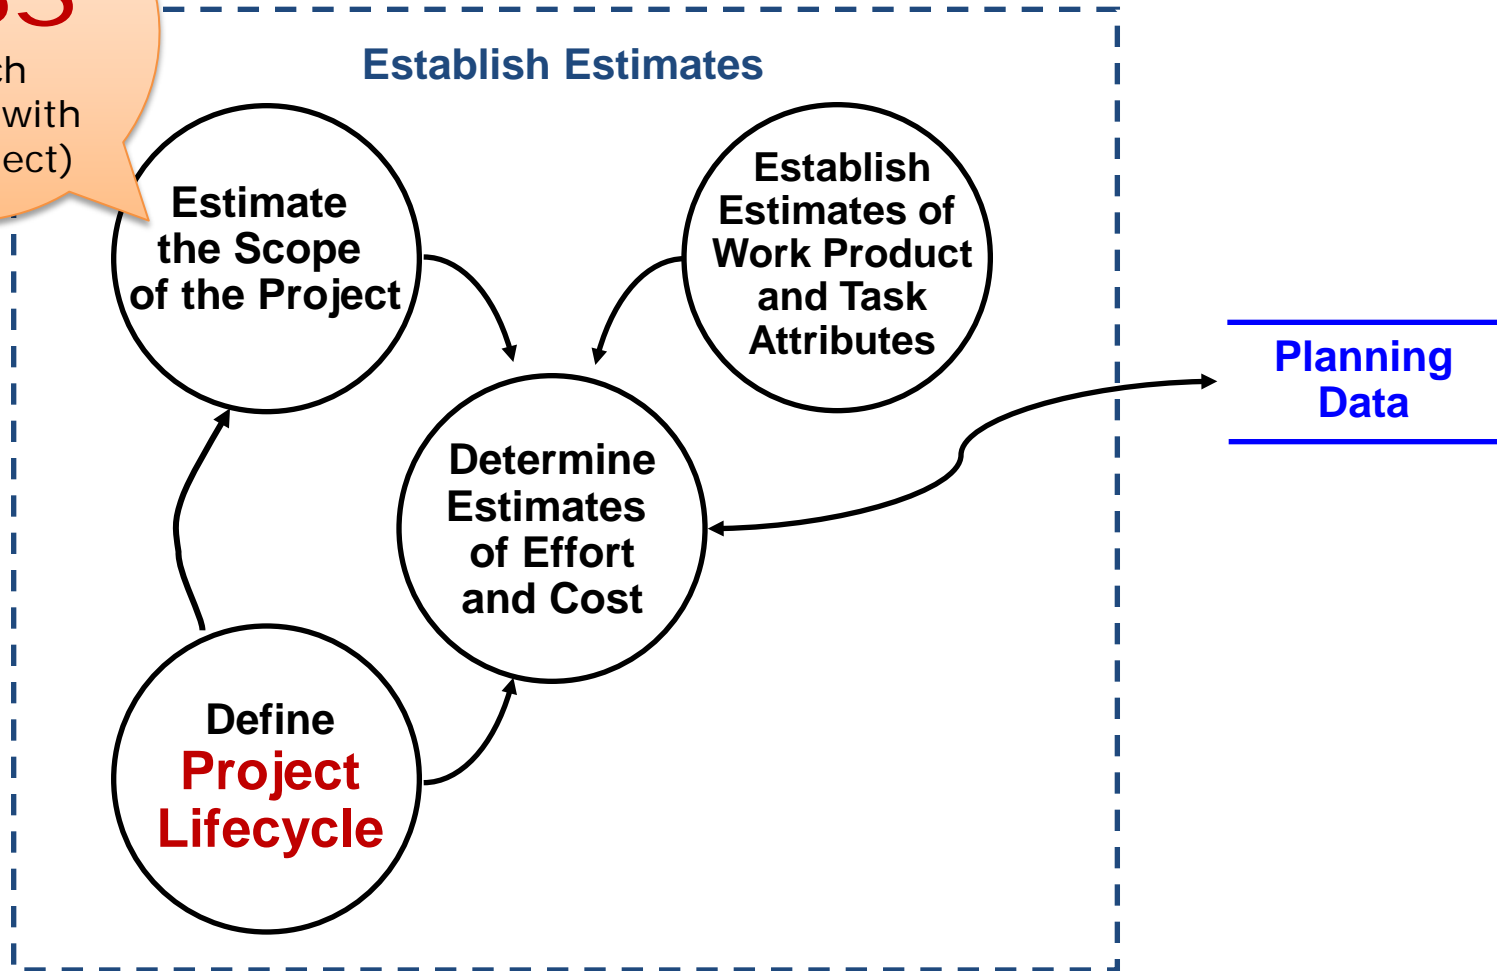 with
Establish Estimates
Estimate
the Scope
of the Project
Establish
Estimates of
Work Product
and Task
Attributes
Planning
Data
Determine
Estimates
of Effort
and Cost
Define
Project
Lifecycle